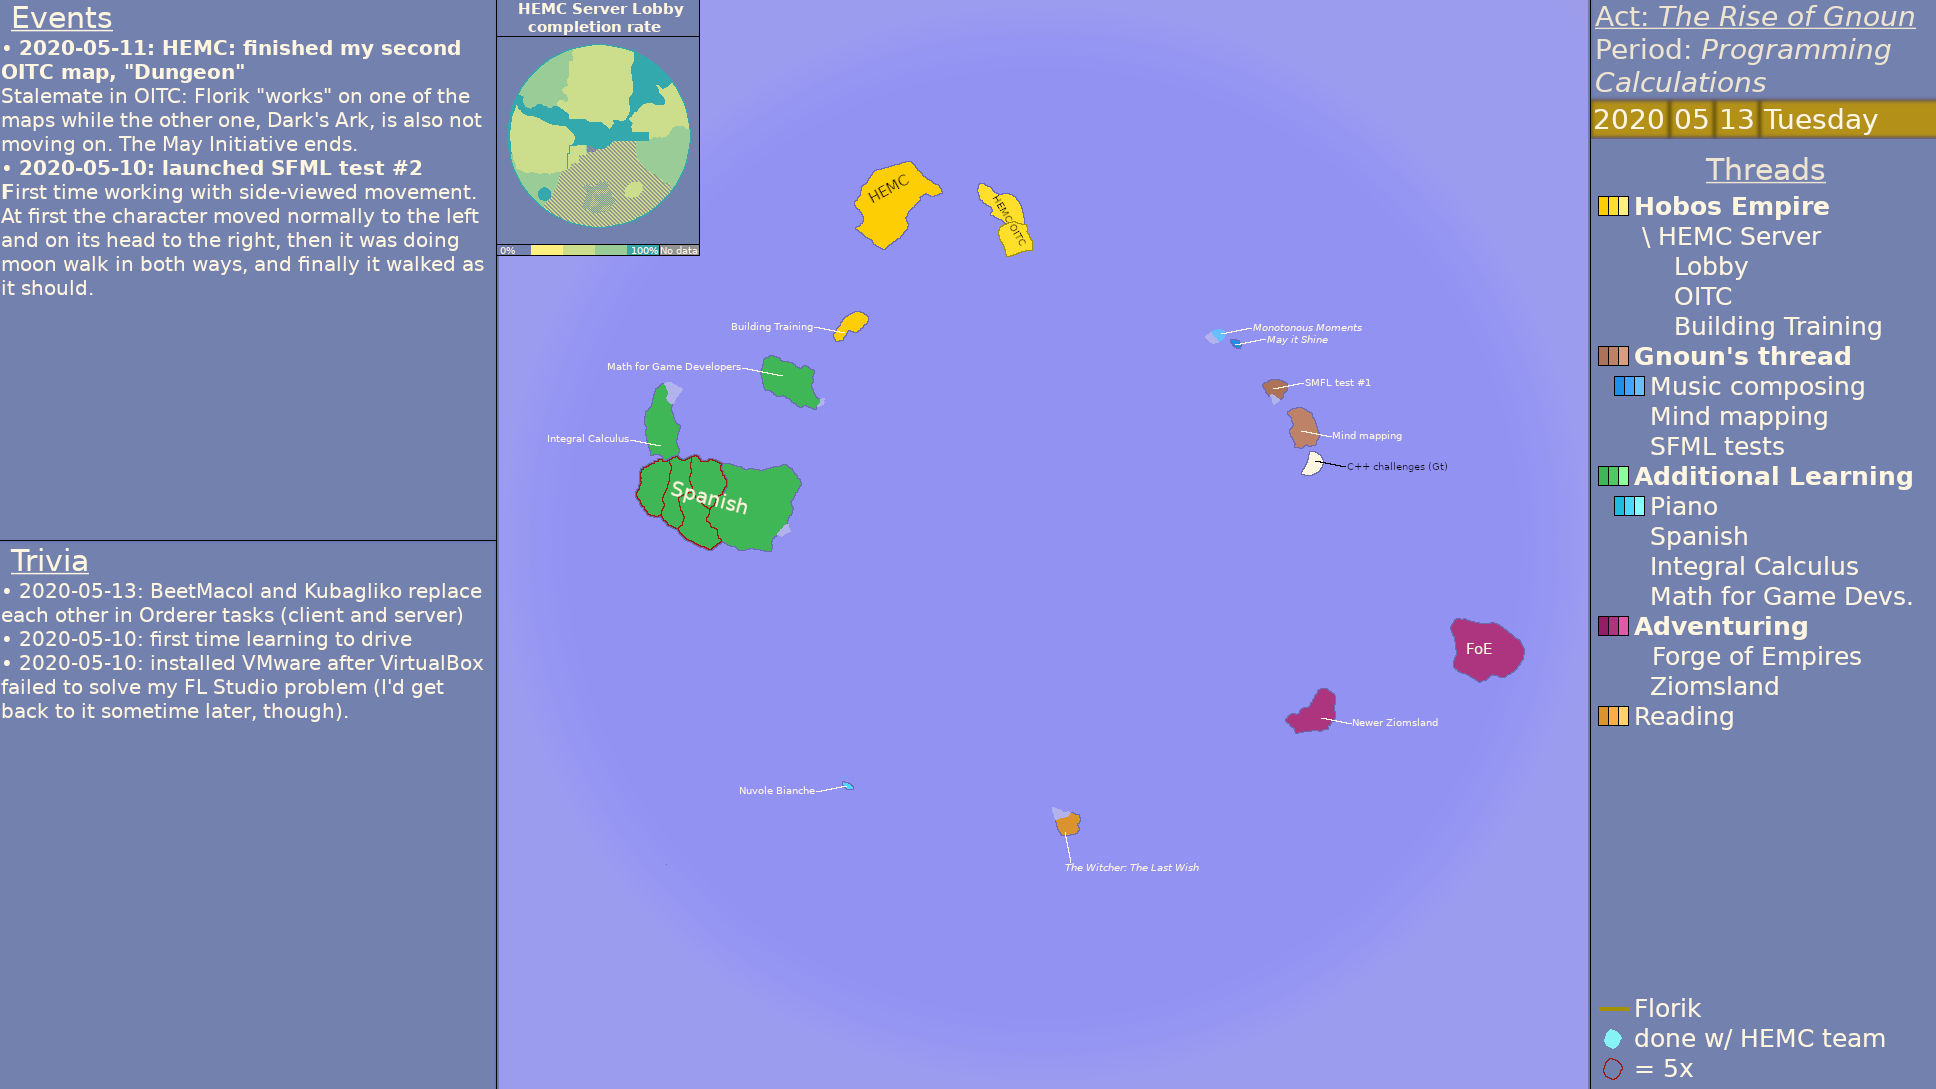 Events
• 2020-05-11: HEMC: finished my second
OITC map, "Dungeon"
Stalemate in OITC: Florik "works" on one of the
maps while the other one, Dark's Ark, is also not
moving on. The May Initiative ends.
• 2020-05-10: launched SFML test #2
First time working with side-viewed movement.
At first the character moved normally to the left
and on its head to the right, then it was doing
moon walk in both ways, and finally it walked as
it should.
Trivia
• 2020-05-13: BeetMacol and Kubagliko replace
each other in Orderer tasks (client and server)
• 2020-05-10: first time learning to drive
• 2020-05-10: installed VMware after VirtualBox
failed to solve my FL Studio problem (I'd get
back to it sometime later, though).
HEMC Server Lobby
completion rate
0%
100%
No data
HEMC
HEMC
OITC
Building Training
Math for Game Developers
Integral Calculus
Spanish
Monotonous Moments
May it Shine
SMFL test #1
Mind mapping
C++ challenges (Gt)
FoE
Newer Ziomsland
Nuvole Bianche
The Witcher: The Last Wish
Act: The Rise of Gnoun
Period: Programming
Calculations
2020 05 13 Tuesday
Threads
Hobos Empire
\ HEMC Server
Lobby
OITC
Building Training
Gnoun's thread
Music composing
Mind mapping
SFML tests
Additional Learning
Piano
Spanish
Integral Calculus
Math for Game Devs.
Adventuring
Forge of Empires
Ziomsland
Reading
Florik
done w/ HEMC team
= 5x